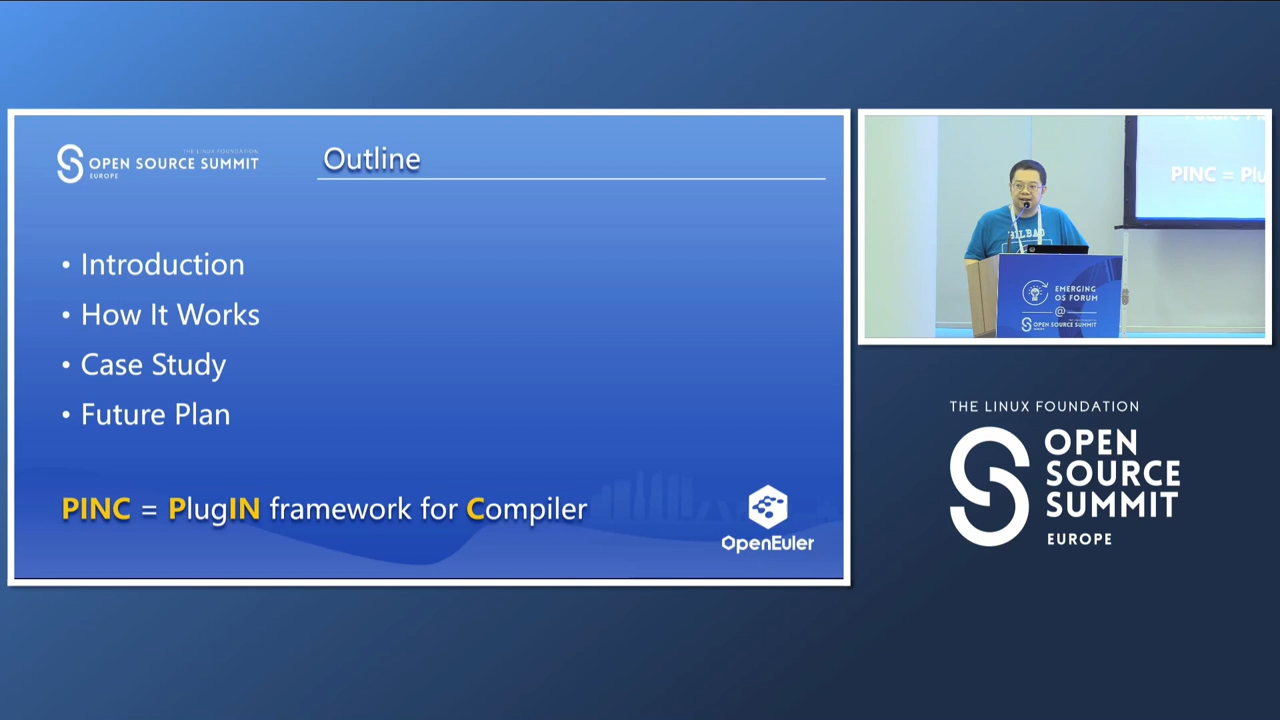 THE LINUX FOUNDATION
OPEN SOURCE SUMMIT
EUROPE
Outline
• Introduction
• How It Works
• Case Study
• Future Plan
PINC = PlugIN framework for Compiler
OpenEuler
PINC = Plu
BILBAO
EMERGING
OS FORUM
@
OPEN SOURCE SUMMIT
THE LINUX FOUNDATION
OPEN
SOURCE
SUMMIT
EUROPE